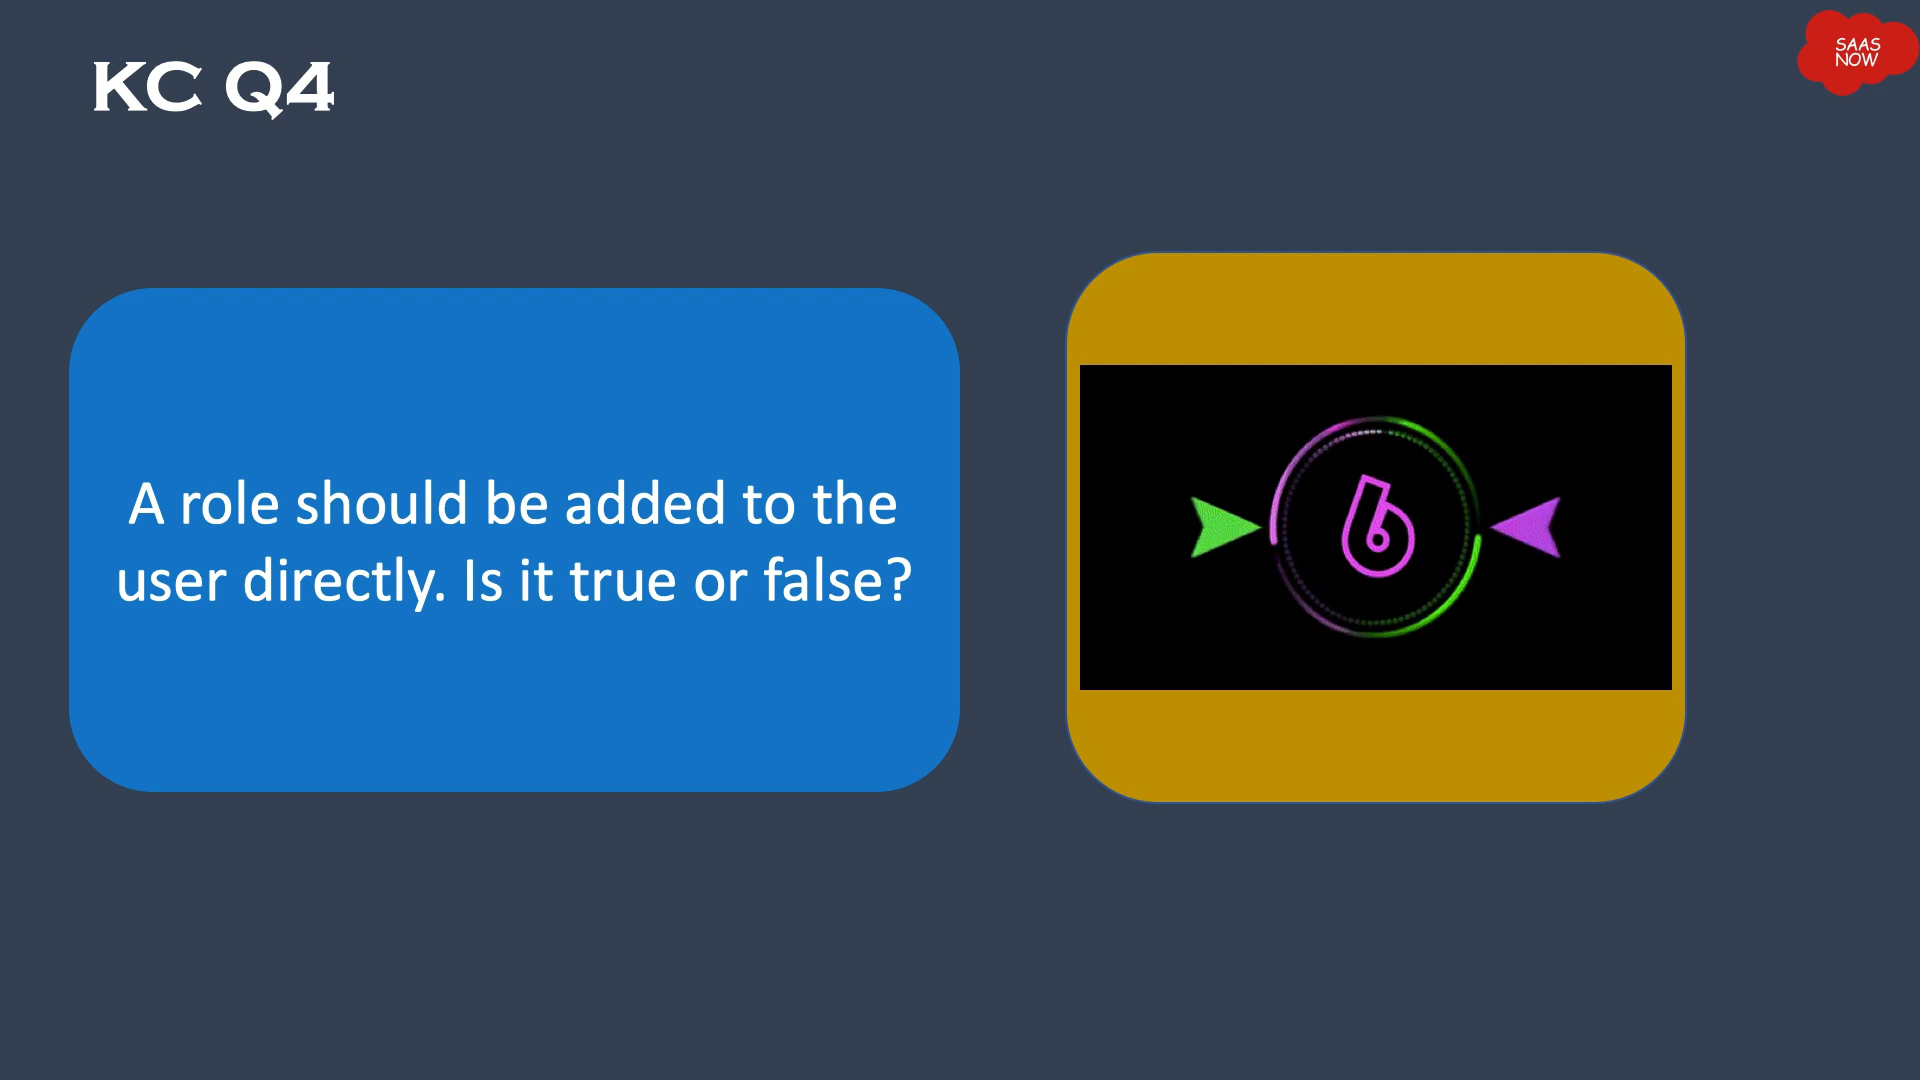 KC Q4
SAAS
NOW
A role should be added to the
user directly. Is it true or false?
6